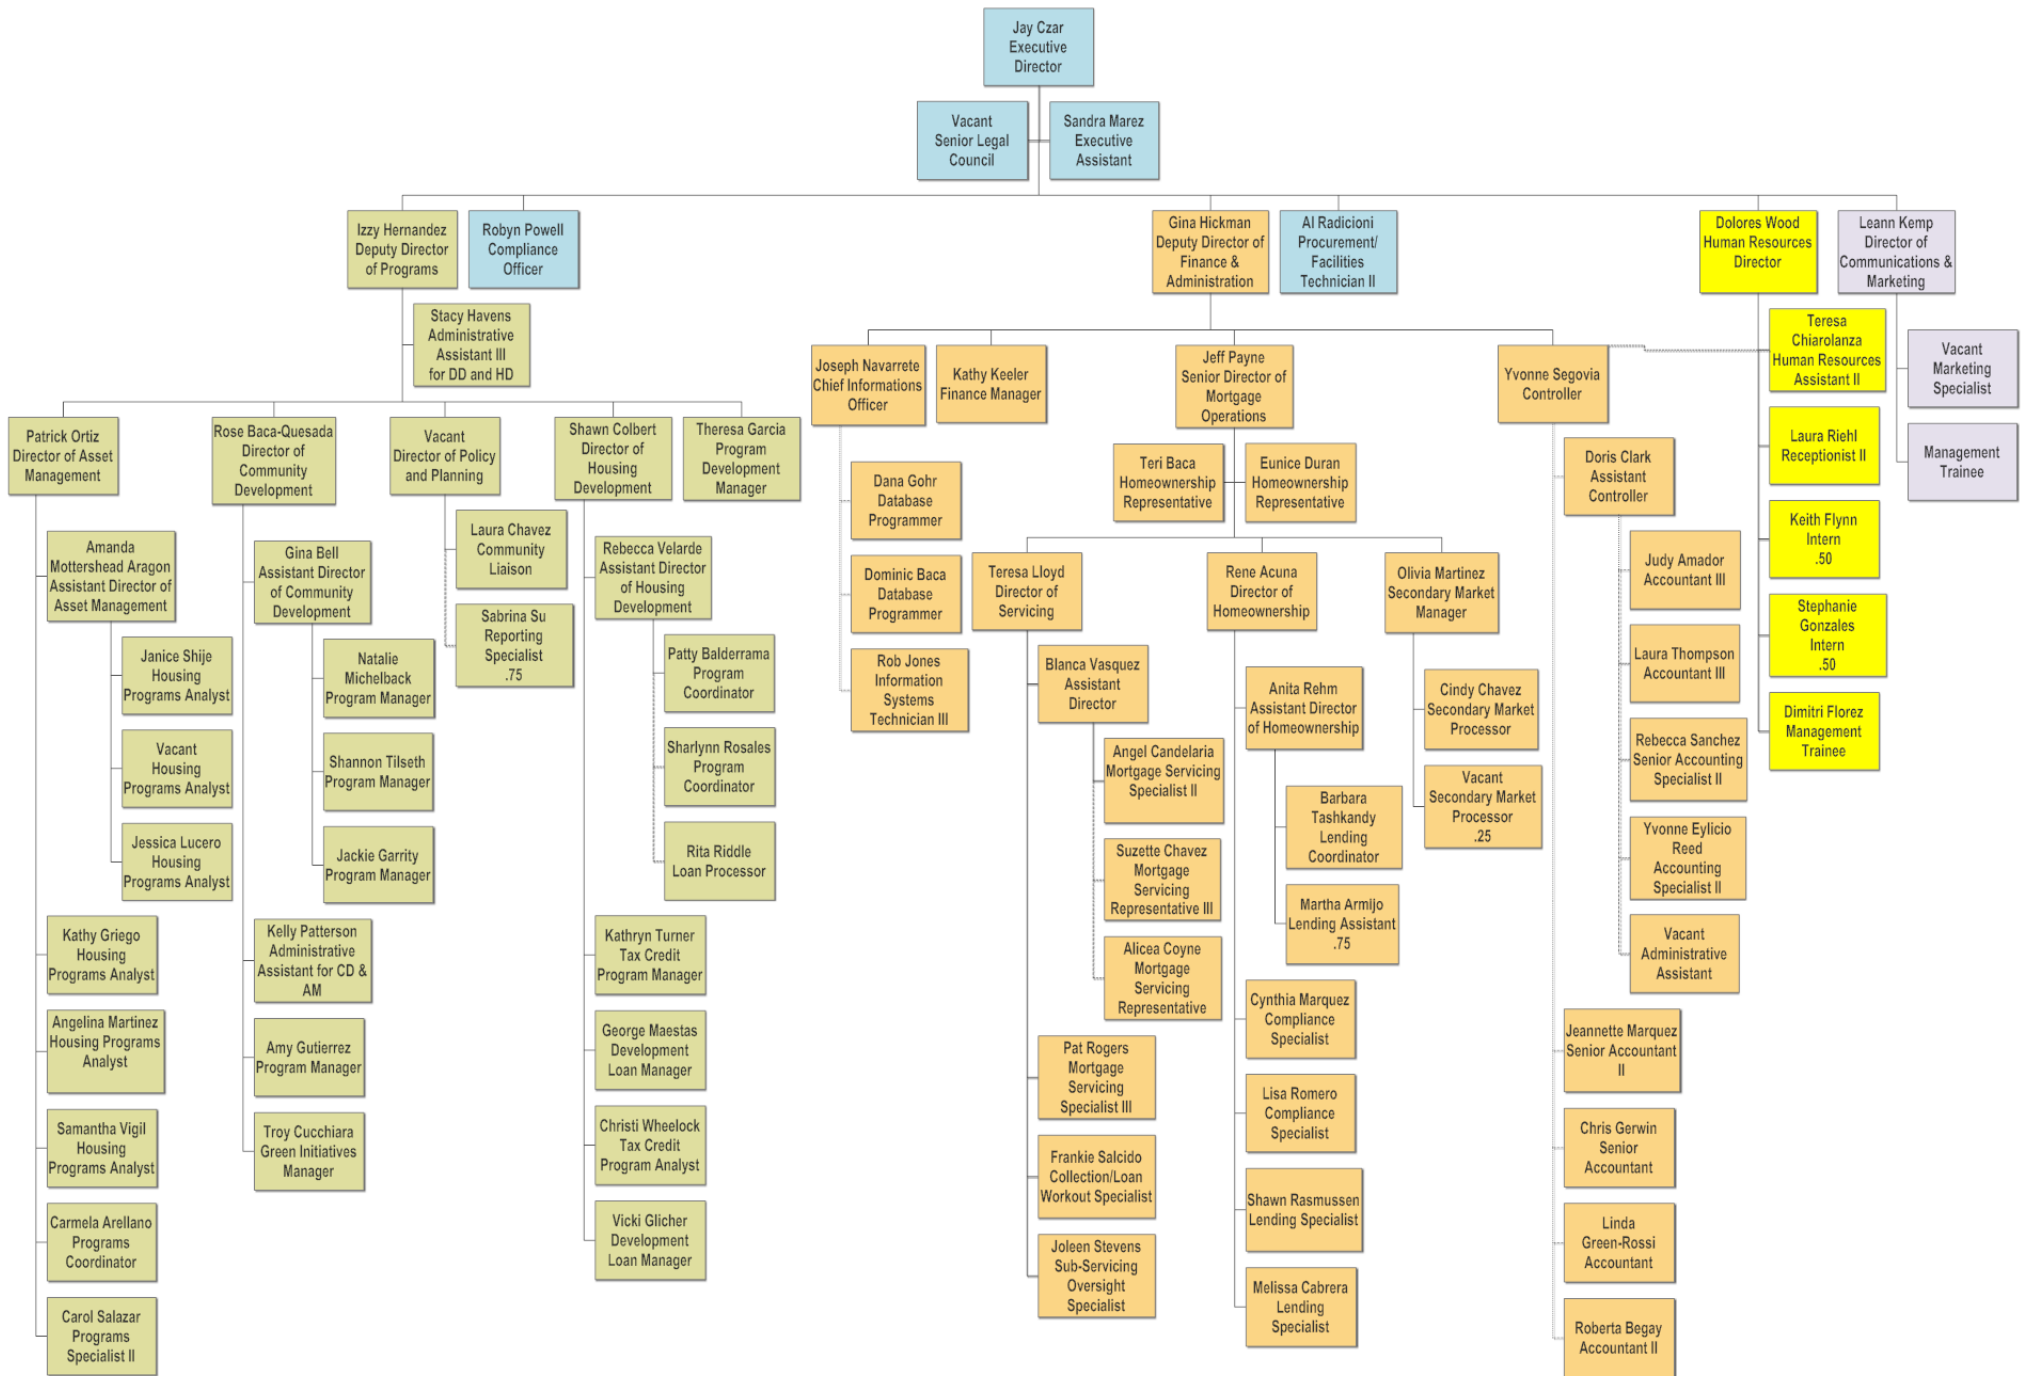 Jay Czar
Executive
Director
Vacant
Senior Legal
Council
Sandra Marez
Executive
Assistant
Izzy Hernandez
Deputy Director
of Programs
Robyn Powell
Compliance
Officer
Gina Hickman
Deputy Director of
Finance &
Administration
Al Radicioni
Procurement/
Facilities
Technician II
Dolores Wood
Human Resources
Director
Leann Kemp
Director of
Communications &
Marketing
Stacy Havens
Administrative
Assistant III
for DD and HD
Patrick Ortiz
Director of Asset
Management
Rose Baca-Quesada
Director of
Community
Development
Vacant
Director of Policy
and Planning
Shawn Colbert
Director of
Housing
Development
Theresa Garcia
Program
Development
Manager
Amanda
Mottershead Aragon
Assistant Director of
Asset Management
Janice Shije
Housing
Programs Analyst
Vacant
Housing
Programs Analyst
Jessica Lucero
Housing
Programs Analyst
Kathy Griego
Housing
Programs Analyst
Angelina Martinez
Housing Programs
Analyst
Samantha Vigil
Housing
Programs Analyst
Carmela Arellano
Programs
Coordinator
Carol Salazar
Programs
Specialist II
Gina Bell
Assistant Director
of Community
Development
Natalie
Michelback
Program Manager
Shannon Tilseth
Program Manager
Jackie Garrity
Program Manager
Kelly Patterson
Administrative
Assistant for CD &
AM
Amy Gutierrez
Program Manager
Troy Cucchiara
Green Initiatives
Manager
Laura Chavez
Community
Liaison
Sabrina Su
Reporting
Specialist
.75
Rebecca Velarde
Assistant Director
of Housing
Development
Patty Balderrama
Program
Coordinator
Sharlynn Rosales
Program
Coordinator
Rita Riddle
Loan Processor
Kathryn Turner
Tax Credit
Program Manager
George Maestas
Development
Loan Manager
Christi Wheelock
Tax Credit
Program Analyst
Vicki Glicher
Development
Loan Manager
Joseph Navarrete
Chief Informations
Officer
Kathy Keeler
Finance Manager
Jeff Payne
Senior Director of
Mortgage
Operations
Yvonne Segovia
Controller
Dana Gohr
Database
Programmer
Dominic Baca
Database
Programmer
Rob Jones
Information
Systems
Technician III
Teri Baca
Homeownership
Representative
Eunice Duran
Homeownership
Representative
Teresa Lloyd
Director of
Servicing
Rene Acuna
Director of
Homeownership
Olivia Martinez
Secondary Market
Manager
Blanca Vasquez
Assistant
Director
Angel Candelaria
Mortgage Servicing
Specialist II
Suzette Chavez
Mortgage
Servicing
Representative III
Alicea Coyne
Mortgage
Servicing
Representative
Pat Rogers
Mortgage
Servicing
Specialist III
Frankie Salcido
Collection/Loan
Workout Specialist
Joleen Stevens
Sub-Servicing
Oversight
Specialist
Anita Rehm
Assistant Director
of Homeownership
Barbara
Tashkandy
Lending
Coordinator
Martha Armijo
Lending Assistant
.75
Cynthia Marquez
Compliance
Specialist
Lisa Romero
Compliance
Specialist
Shawn Rasmussen
Lending Specialist
Melissa Cabrera
Lending
Specialist
Cindy Chavez
Secondary Market
Processor
Vacant
Secondary Market
Processor
.25
Doris Clark
Assistant
Controller
Judy Amador
Accountant III
Laura Thompson
Accountant III
Rebecca Sanchez
Senior Accounting
Specialist II
Yvonne Eylicio
Reed
Accounting
Specialist II
Vacant
Administrative
Assistant
Jeannette Marquez
Senior Accountant
II
Chris Gerwin
Senior
Accountant
Linda
Green-Rossi
Accountant
Roberta Begay
Accountant II
Teresa
Chiarolanza
Human Resources
Assistant II
Laura Riehl
Receptionist II
Keith Flynn
Intern
.50
Stephanie
Gonzales
Intern
.50
Dimitri Florez
Management
Trainee
Vacant
Marketing
Specialist
Management
Trainee